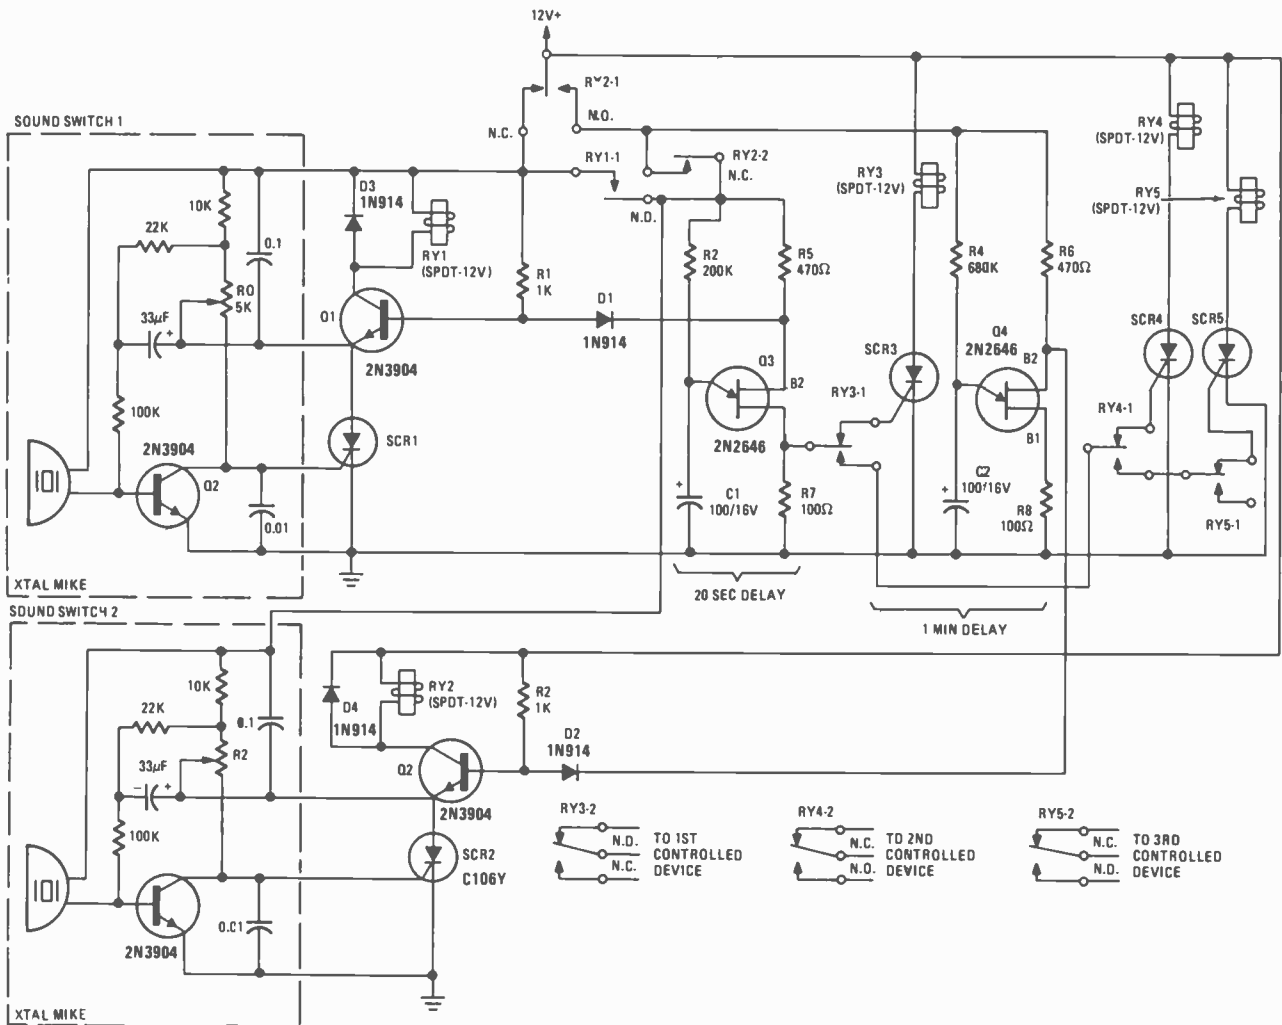 12V+
RY2-1
N.C.
N.O.
SOUND SWITCH 1
RY1-1
RY2-2
N.C.
N.D.
D3
1N914
10K
22K
0.1
RY1
(SPDT-12V)
RY3
(SPDT-12V)
RY4
(SPDT-12V)
RY5
(SPDT-12V)
R0
5K
33µF
+
R1
1K
R2
200K
R5
470Ω
R4
680K
R6
470Ω
Q1
2N3904
D1
1N914
Q3
B2
2N2646
Q4
2N2646
B2
B1
SCR3
SCR4
SCR5
RY3-1
RY4-1
RY5-1
100K
2N3904
Q2
SCR1
0.01
+
C1
100/16V
R7
100Ω
+
C2
100/16V
R8
100Ω
XTAL MIKE
20 SEC DELAY
1 MIN DELAY
SOUND SWITCH 2
10K
22K
0.1
R2
33µF
- +
100K
D4
1N914
RY2
(SPDT-12V)
R2
1K
D2
1N914
Q2
2N3904
SCR2
C106Y
2N3904
0.01
XTAL MIKE
RY3-2
N.D.
N.C.
TO 1ST
CONTROLLED
DEVICE
RY4-2
N.C.
N.O.
TO 2ND
CONTROLLED
DEVICE
RY5-2
N.C.
N.D.
TO 3RD
CONTROLLED
DEVICE